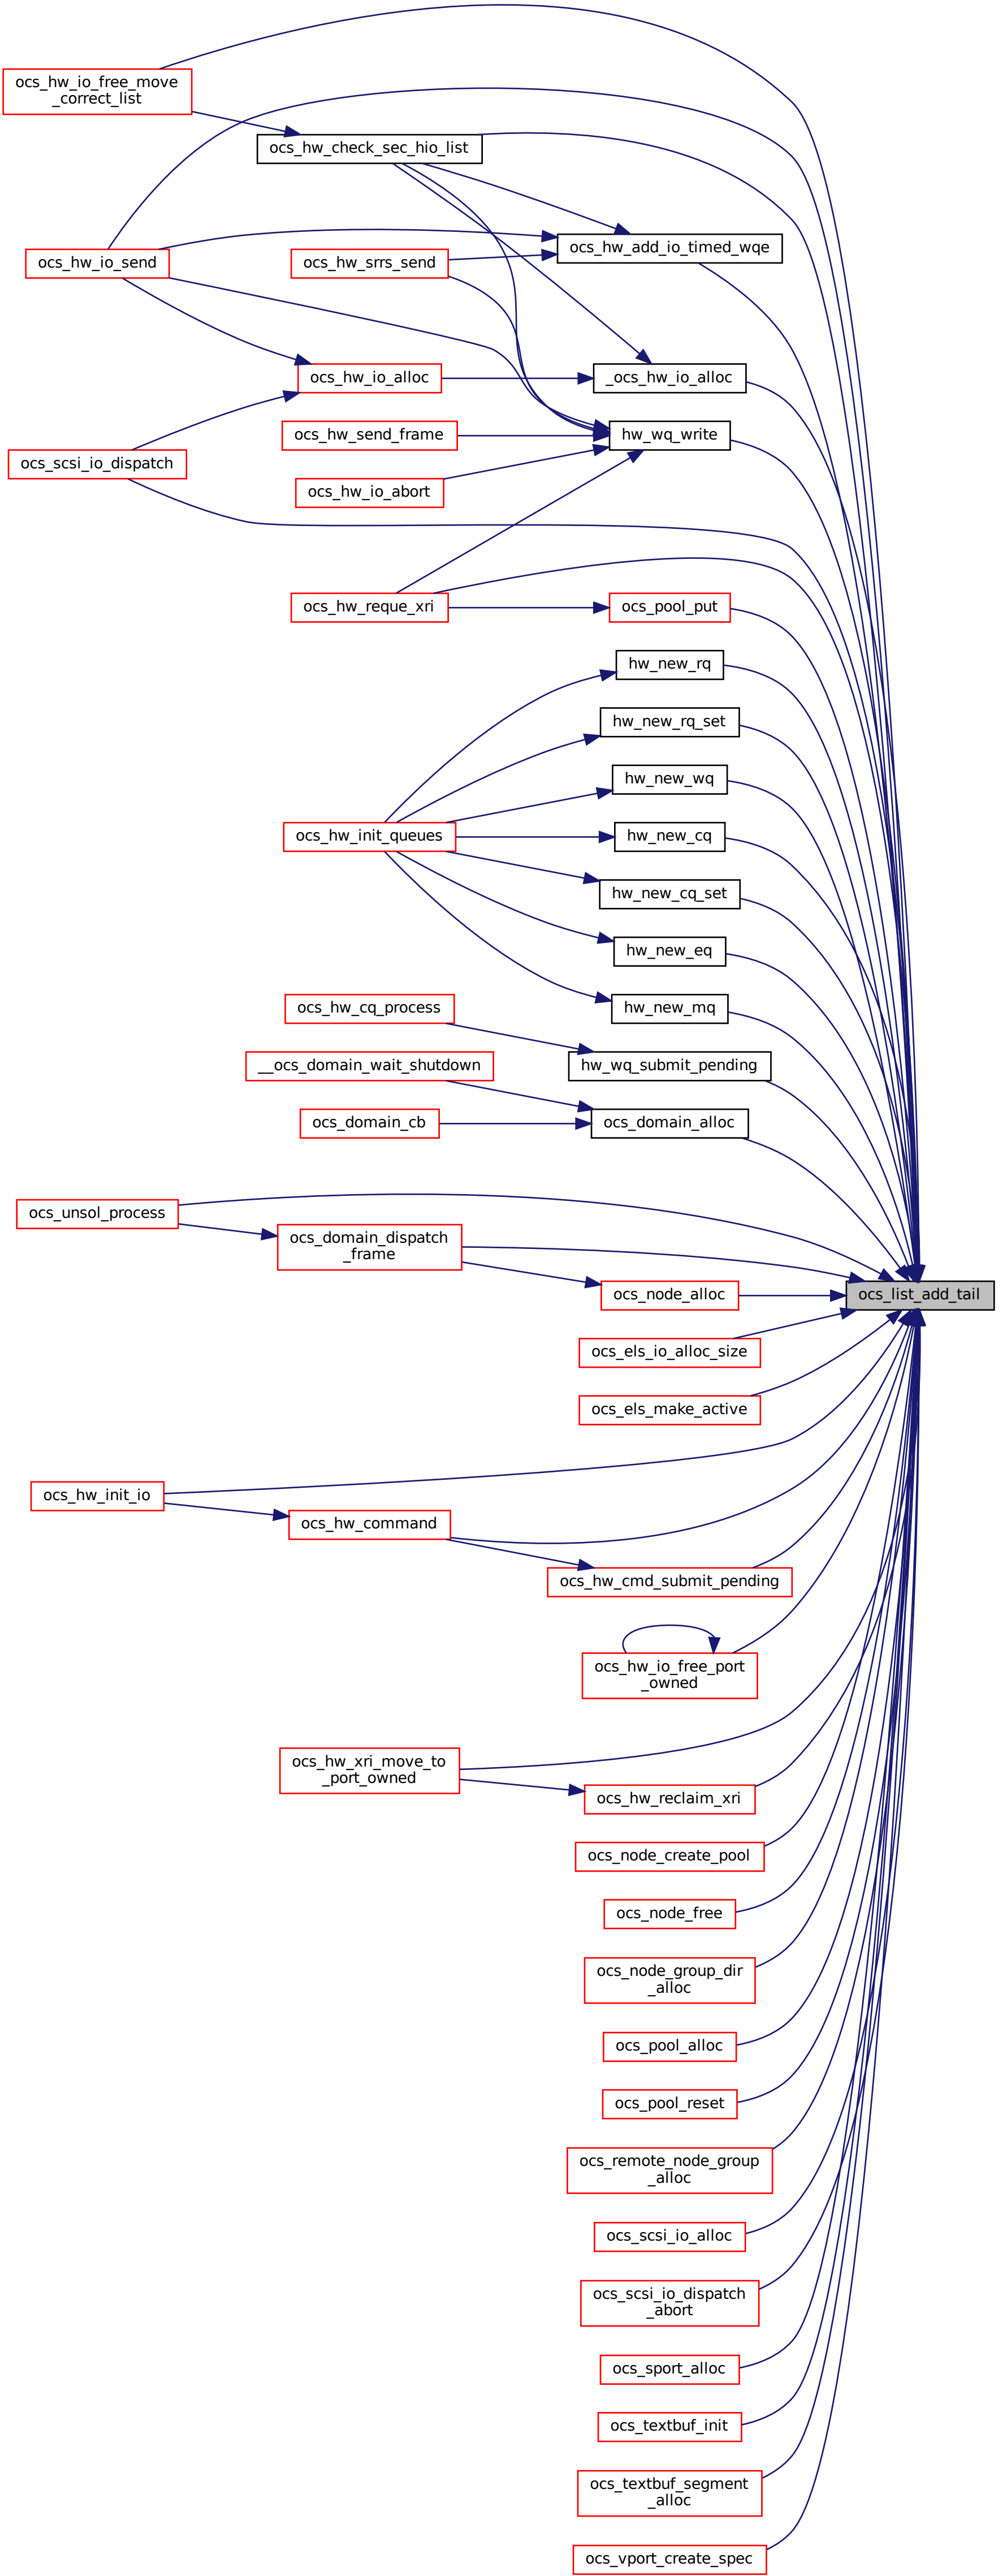 ocs_hw_io_free_move
_correct_list
ocs_hw_check_sec_hio_list
ocs_hw_add_io_timed_wqe
ocs_hw_io_send
ocs_hw_srrs_send
ocs_hw_io_alloc
_ocs_hw_io_alloc
ocs_hw_send_frame
hw_wq_write
ocs_scsi_io_dispatch
ocs_hw_io_abort
ocs_hw_reque_xri
ocs_pool_put
hw_new_rq
hw_new_rq_set
hw_new_wq
ocs_hw_init_queues
hw_new_cq
hw_new_cq_set
hw_new_eq
ocs_hw_cq_process
hw_new_mq
__ocs_domain_wait_shutdown
hw_wq_submit_pending
ocs_domain_cb
ocs_domain_alloc
ocs_unsol_process
ocs_domain_dispatch
_frame
ocs_node_alloc
ocs_list_add_tail
ocs_els_io_alloc_size
ocs_els_make_active
ocs_hw_init_io
ocs_hw_command
ocs_hw_cmd_submit_pending
ocs_hw_io_free_port
_owned
ocs_hw_xri_move_to
_port_owned
ocs_hw_reclaim_xri
ocs_node_create_pool
ocs_node_free
ocs_node_group_dir
_alloc
ocs_pool_alloc
ocs_pool_reset
ocs_remote_node_group
_alloc
ocs_scsi_io_alloc
ocs_scsi_io_dispatch
_abort
ocs_sport_alloc
ocs_textbuf_init
ocs_textbuf_segment
_alloc
ocs_vport_create_spec